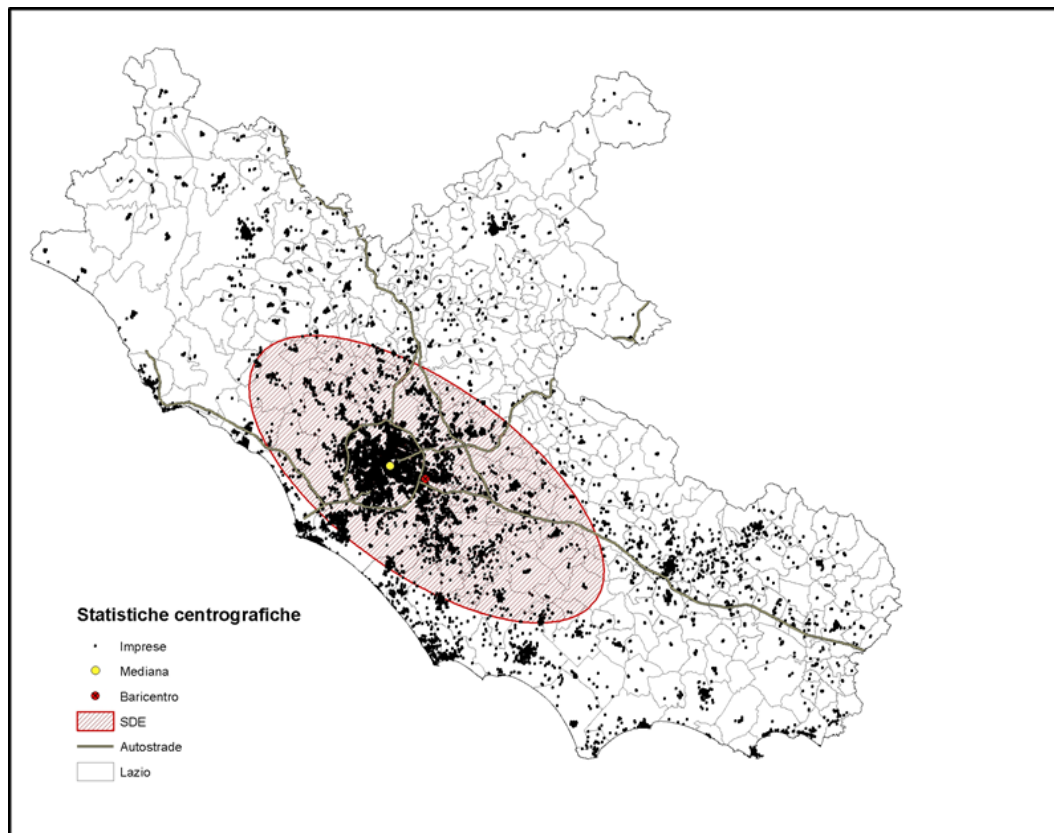 Statistiche centrografiche
Imprese
Mediana
Baricentro
SDE
Autostrade
Lazio